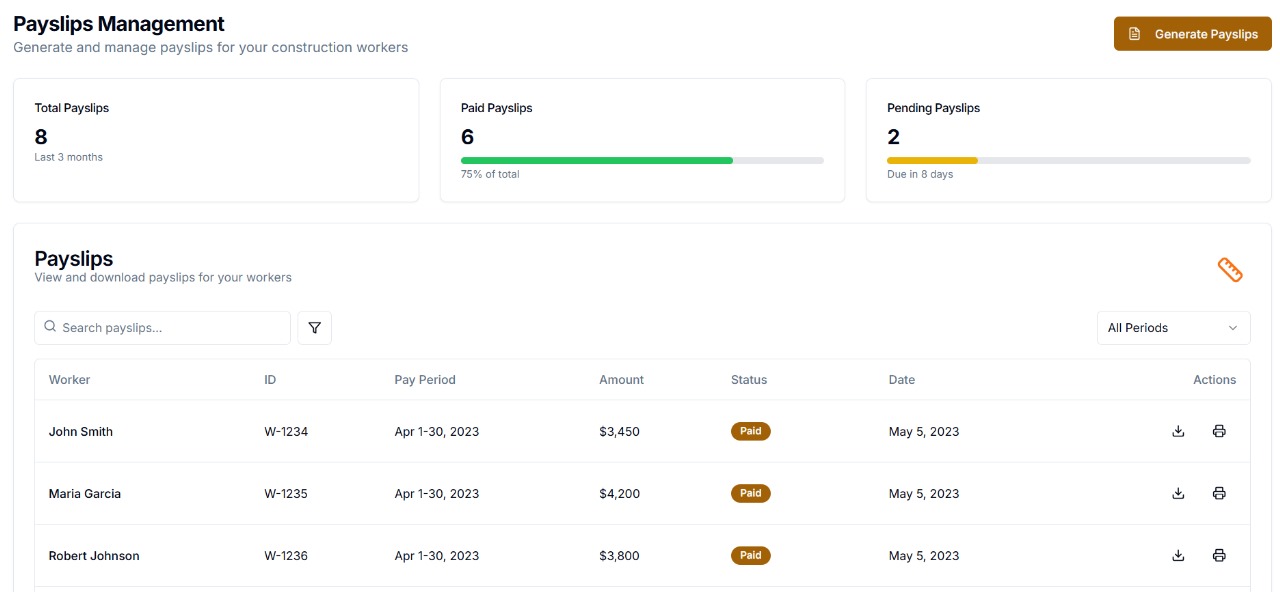 Payslips Management
Generate and manage payslips for your construction workers
Generate Payslips
Total Payslips
8
Last 3 months
Paid Payslips
6
75% of total
Pending Payslips
2
Due in 8 days
Payslips
View and download payslips for your workers
Search payslips...
All Periods
Worker ID Pay Period Amount Status Date Actions
John Smith W-1234 Apr 1-30, 2023 $3,450 Paid May 5, 2023
Maria Garcia W-1235 Apr 1-30, 2023 $4,200 Paid May 5, 2023
Robert Johnson W-1236 Apr 1-30, 2023 $3,800 Paid May 5, 2023